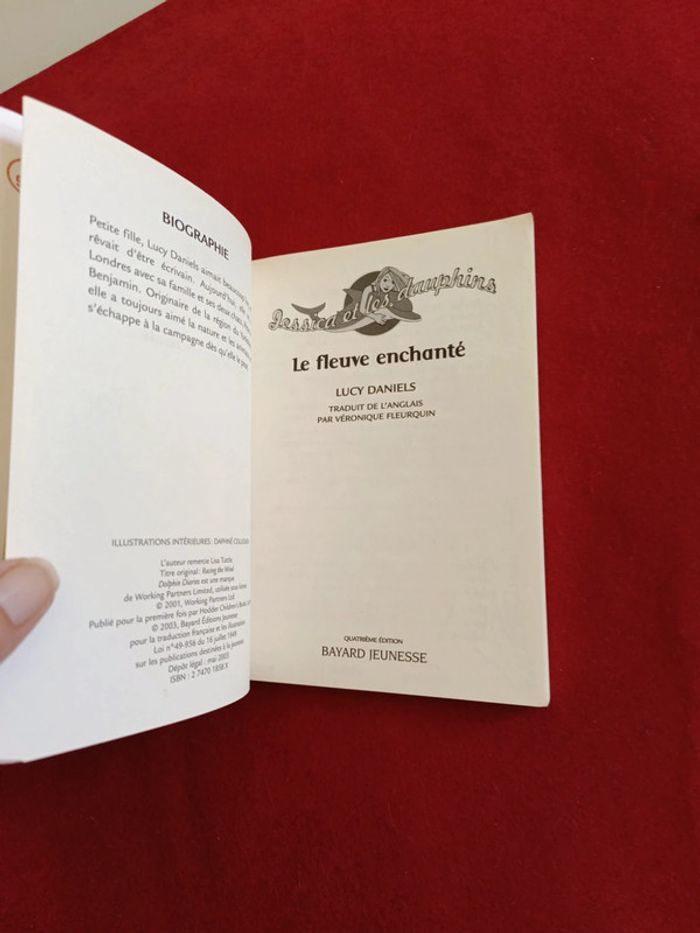 BIOGRAPHIE
Petite fille, Lucy Daniels aimait beaucoup
rêvait d'être écrivain. Aujourd'hui, elle
Londres avec sa famille et ses deux chats,
Benjamin. Originaire de la région du
elle a toujours aimé la nature et les
s'échappe à la campagne dès qu'elle le peut.
ILLUSTRATIONS INTÉRIEURES : DAPHNÉ
L'auteur remercie Lisa Tuttle
Titre original : Racing the Wind
Dolphin Diaries est une marque
de Working Partners Limited, utilisée sous licence
© 2001, Working Partners Ltd
Publié pour la première fois par Hodder Children's
© 2003, Bayard Éditions Jeunesse
pour la traduction française et les
Loi n°49-956 du 16 juillet 1949
sur les publications destinées à la jeunesse
Dépôt légal : mai 2003
ISBN : 2 7470 1858 X
Jessica et les dauphins
Le fleuve enchanté
LUCY DANIELS
TRADUIT DE L'ANGLAIS
PAR VÉRONIQUE FLEURQUIN
QUATRIÈME ÉDITION
BAYARD JEUNESSE